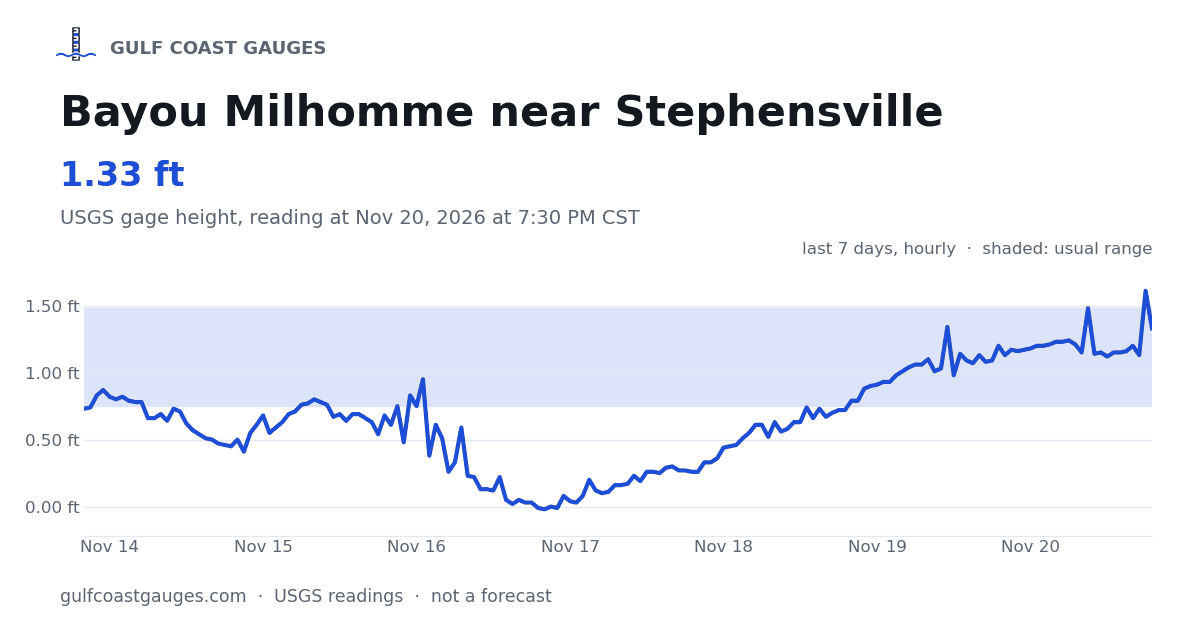 GULF COAST GAUGES
Bayou Milhomme near Stephensville
1.33 ft
USGS gage height, reading at Nov 20, 2026 at 7:30 PM CST
last 7 days, hourly · shaded: usual range
1.50 ft
1.00 ft
0.50 ft
0.00 ft
Nov 14 Nov 15 Nov 16 Nov 17 Nov 18 Nov 19 Nov 20
gulfcoastgauges.com · USGS readings · not a forecast